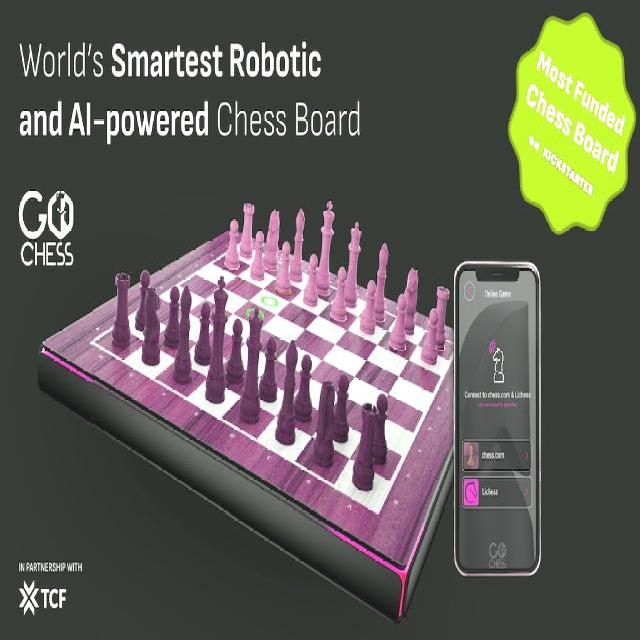 World's Smartest Robotic
and AI-powered Chess Board
Most Funded
Chess Board
ON KICKSTARTER
GO
CHESS
Online Game
Connect to chess.com & Lichess
chess.com
Lichess
GO
CHESS
IN PARTNERSHIP WITH
TCF